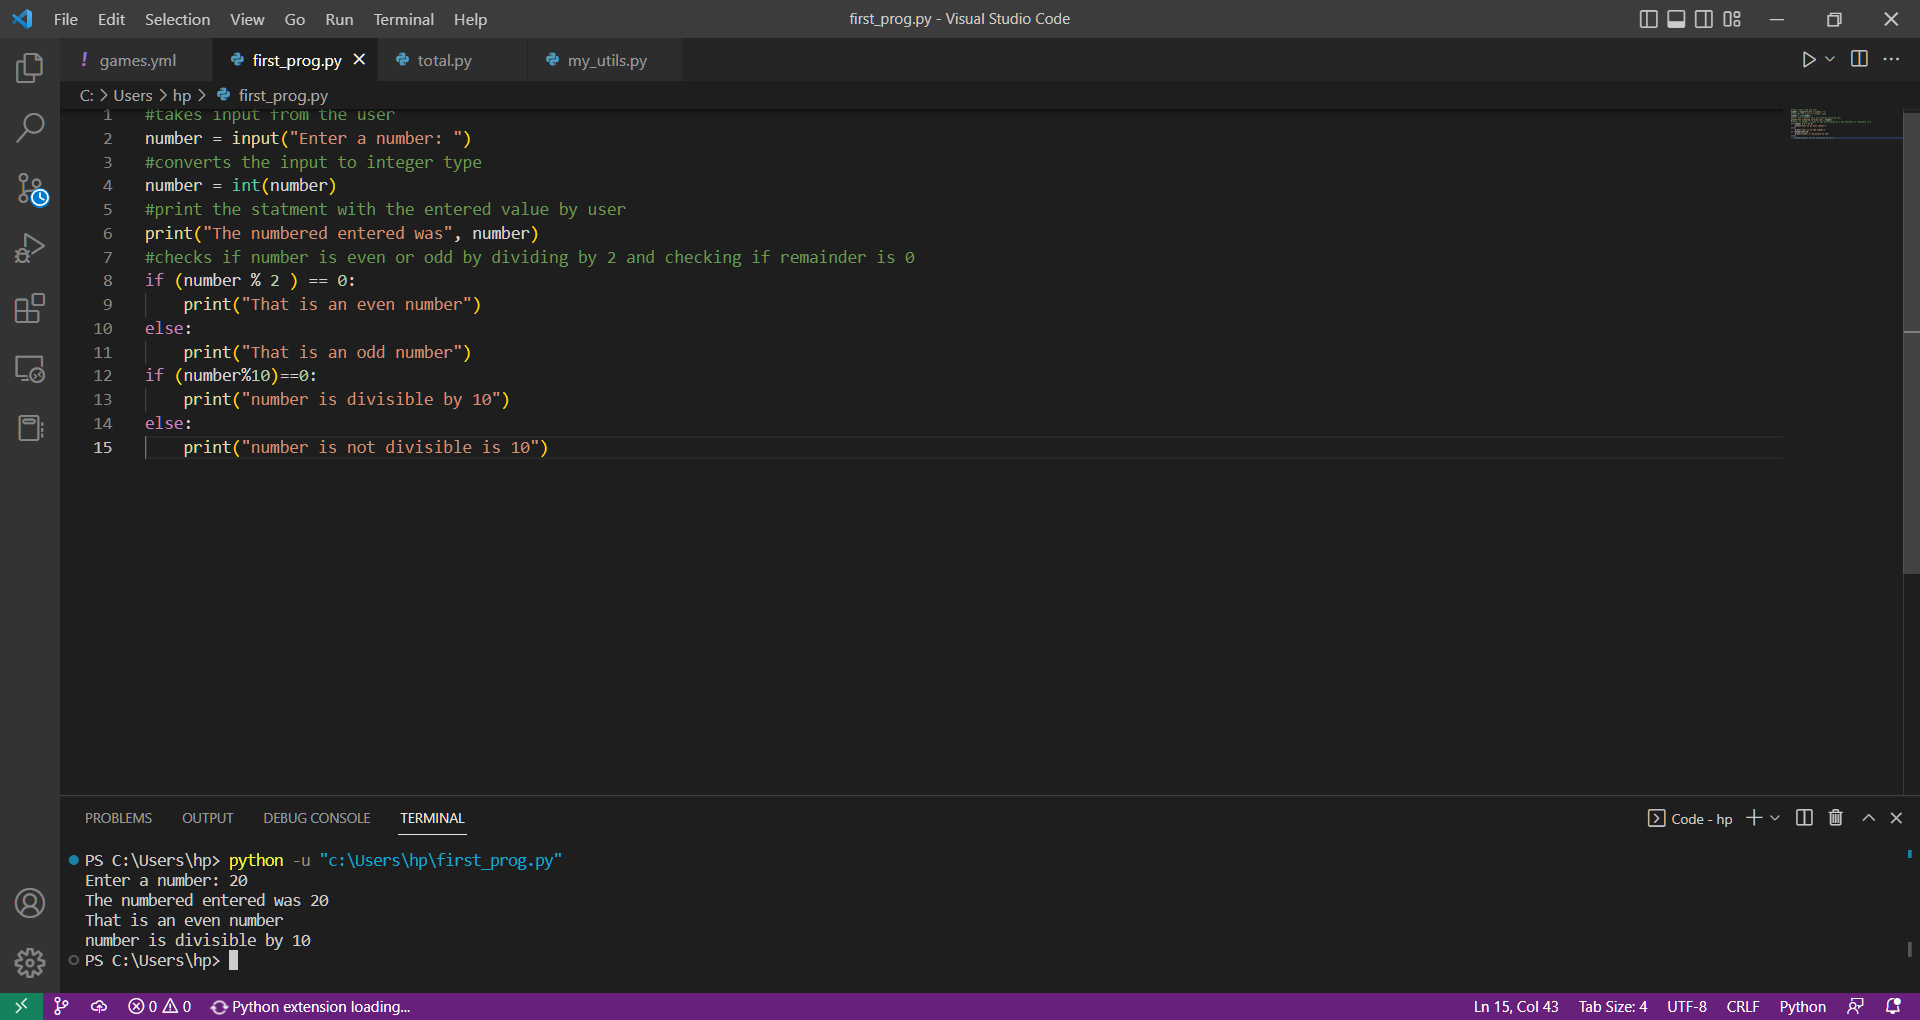 File Edit Selection View Go Run Terminal Help
first_prog.py - Visual Studio Code
! games.yml first_prog.py total.py my_utils.py
C: > Users > hp > first_prog.py
1 #takes input from the user
2 number = input("Enter a number: ")
3 #converts the input to integer type
4 number = int(number)
5 #print the statment with the entered value by user
6 print("The numbered entered was", number)
7 #checks if number is even or odd by dividing by 2 and checking if remainder is 0
8 if (number % 2 ) == 0:
9     print("That is an even number")
10 else:
11     print("That is an odd number")
12 if (number%10)==0:
13     print("number is divisible by 10")
14 else:
15     print("number is not divisible is 10")
PROBLEMS OUTPUT DEBUG CONSOLE TERMINAL
Code - hp
PS C:\Users\hp> python -u "c:\Users\hp\first_prog.py"
Enter a number: 20
The numbered entered was 20
That is an even number
number is divisible by 10
PS C:\Users\hp>
0 0 Python extension loading...
Ln 15, Col 43 Tab Size: 4 UTF-8 CRLF Python